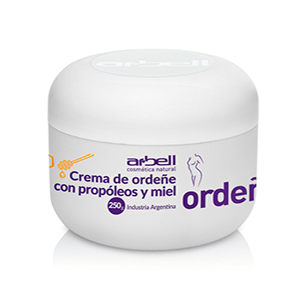 arbell
arbell
cosmética natural
Crema de ordeñe
con propóleos y miel
250g Industria Argentina
ordeñ